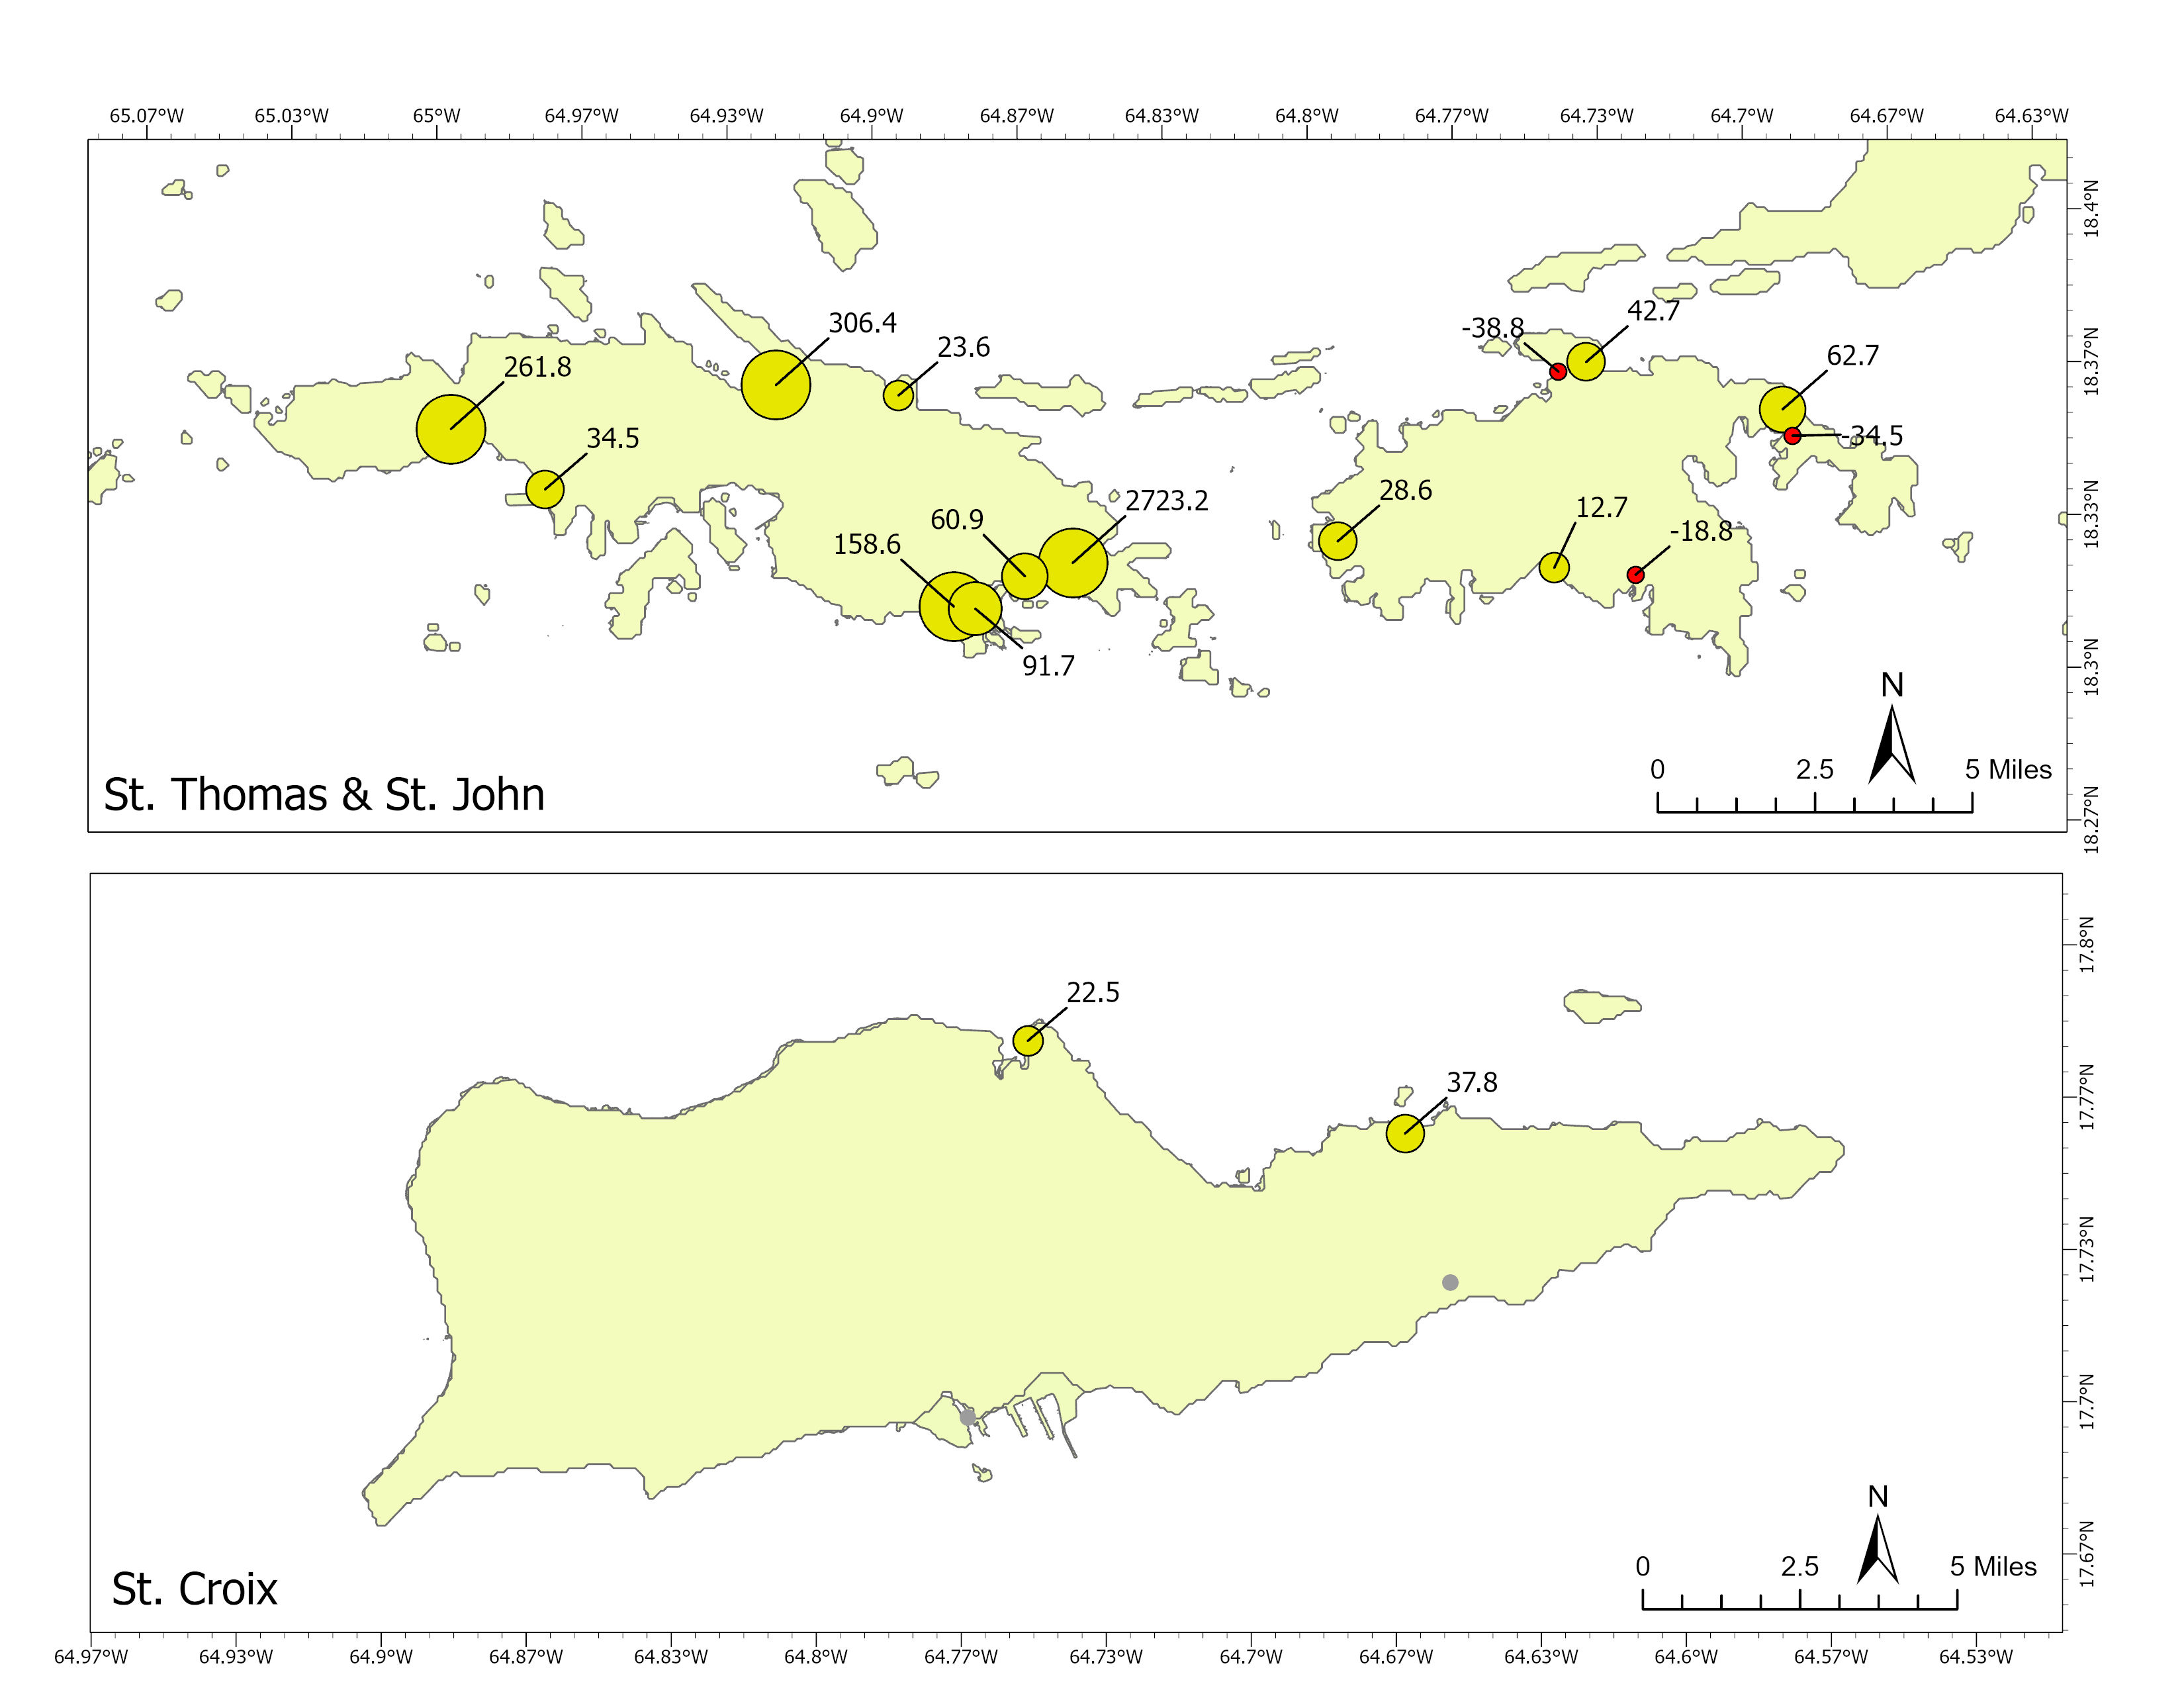 65.07°W 65.03°W 65°W 64.97°W 64.93°W 64.9°W 64.87°W 64.83°W 64.8°W 64.77°W 64.73°W 64.7°W 64.67°W 64.63°W
18.4°N
42.7
306.4
-38.8
23.6
62.7
18.37°N
261.8
34.5
-34.5
28.6
2723.2
12.7
60.9
-18.8
18.33°N
158.6
91.7
18.3°N
N
0 2.5 5 Miles
St. Thomas & St. John
18.27°N
17.8°N
22.5
37.8
17.77°N
17.73°N
17.7°N
N
17.67°N
0 2.5 5 Miles
St. Croix
64.97°W 64.93°W 64.9°W 64.87°W 64.83°W 64.8°W 64.77°W 64.73°W 64.7°W 64.67°W 64.63°W 64.6°W 64.57°W 64.53°W